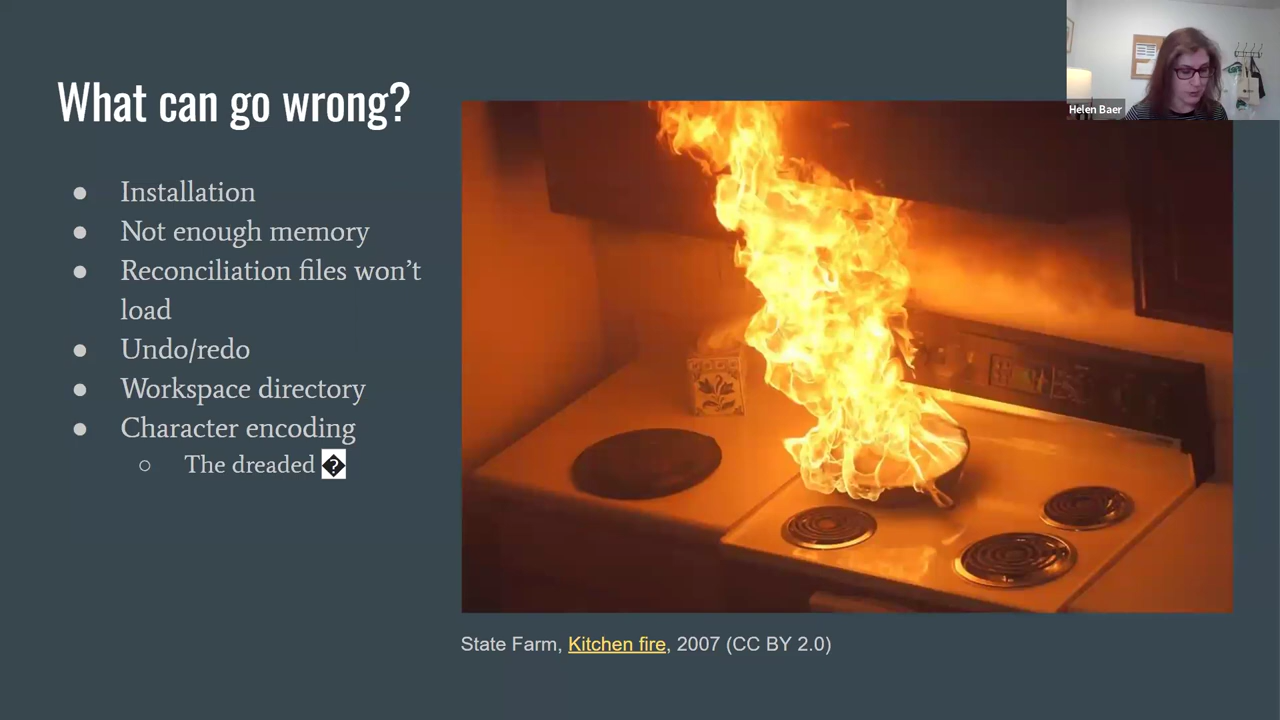 What can go wrong?
● Installation
● Not enough memory
● Reconciliation files won’t
load
● Undo/redo
● Workspace directory
● Character encoding
○ The dreaded �
Helen Baer
State Farm, Kitchen fire, 2007 (CC BY 2.0)